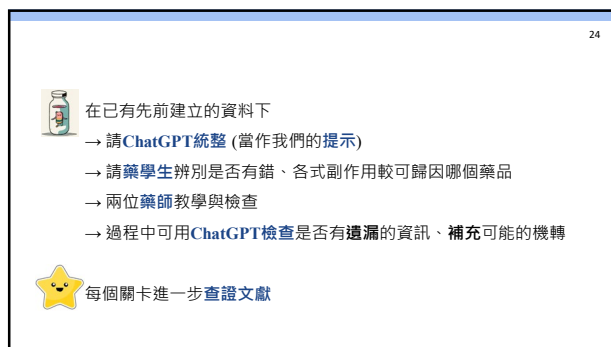 24
在已有先前建立的資料下
→ 請ChatGPT統整 (當作我們的提示)
→ 請藥學生辨別是否有錯、各式副作用較可歸因哪個藥品
→ 兩位藥師教學與檢查
→ 過程中可用ChatGPT檢查是否有遺漏的資訊、補充可能的機轉
每個關卡進一步查證文獻